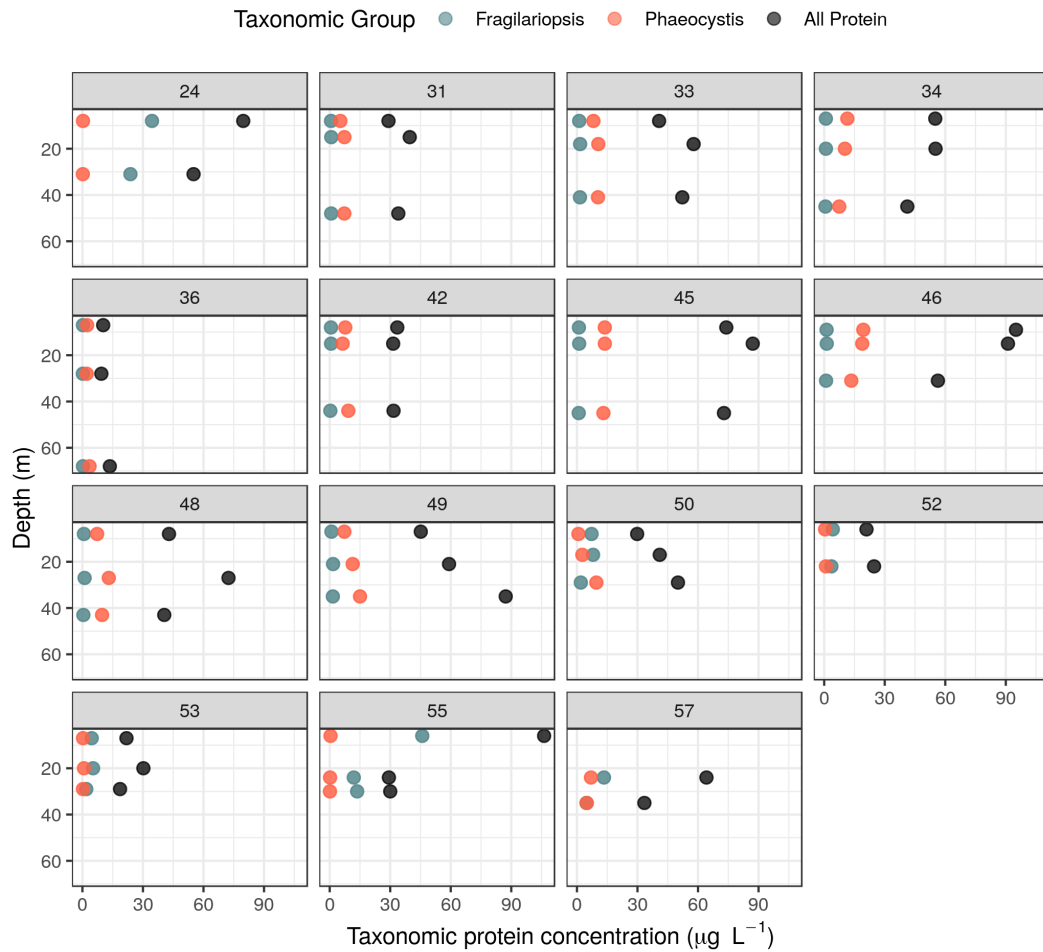 Taxonomic Group Fragilariopsis Phaeocystis All Protein
24 31 33 34
20
40
60
36 42 45 46
20
40
60
48 49 50 52
20
40
60
0 30 60 90
53 55 57
20
40
60
0 30 60 90 0 30 60 90 0 30 60 90
Depth (m)
Taxonomic protein concentration (μg L⁻¹)